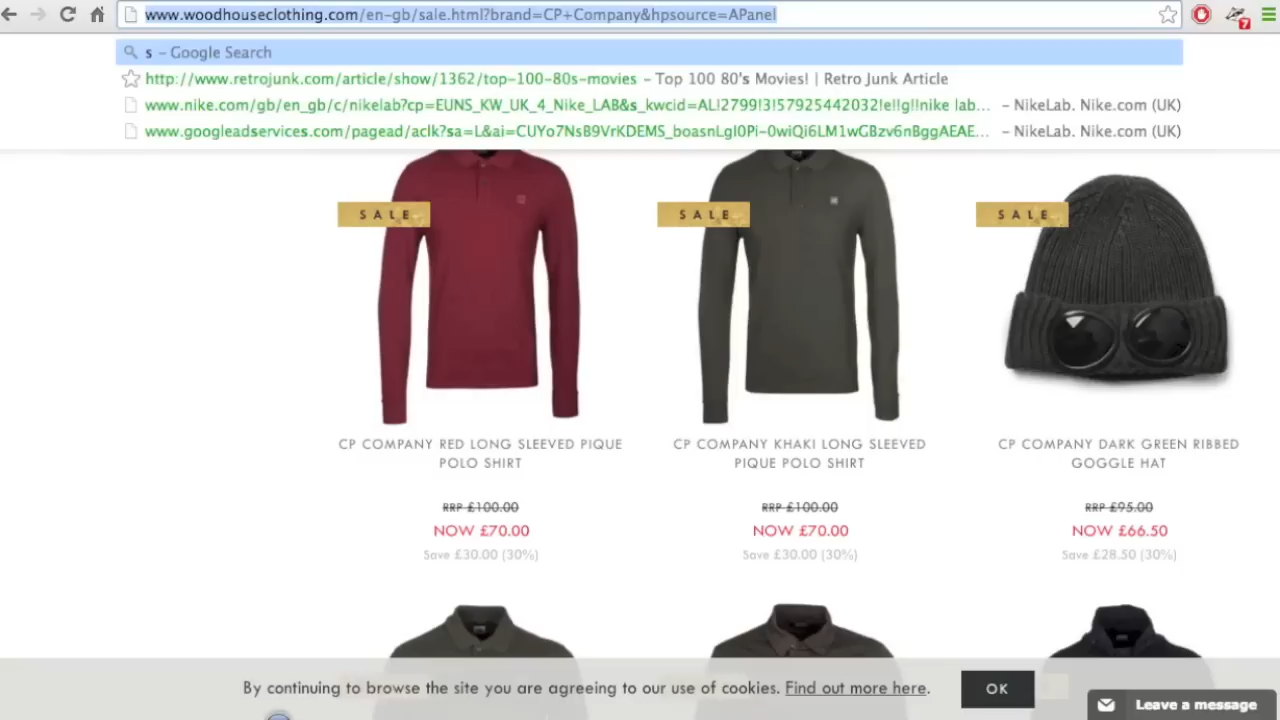 www.woodhouseclothing.com/en-gb/sale.html?brand=CP+Company&hpsource=APanel
7
s – Google Search
http://www.retrojunk.com/article/show/1362/top-100-80s-movies – Top 100 80's Movies! | Retro Junk Article
www.nike.com/gb/en_gb/c/nikelab?cp=EUNS_KW_UK_4_Nike_LAB&s_kwcid=AL!2799!3!57925442032!e!!g!!nike lab... – NikeLab. Nike.com (UK)
www.googleadservices.com/pagead/aclk?sa=L&ai=CUYo7NsB9VrKDEMS_boasnLgI0Pi-0wiQi6LM1wGBzv6nBggAEAE... – NikeLab. Nike.com (UK)
SALE SALE SALE
CP COMPANY RED LONG SLEEVED PIQUE POLO SHIRT
RRP £100.00
NOW £70.00
Save £30.00 (30%)
CP COMPANY KHAKI LONG SLEEVED PIQUE POLO SHIRT
RRP £100.00
NOW £70.00
Save £30.00 (30%)
CP COMPANY DARK GREEN RIBBED GOGGLE HAT
RRP £95.00
NOW £66.50
Save £28.50 (30%)
By continuing to browse the site you are agreeing to our use of cookies. Find out more here.
OK
Leave a message